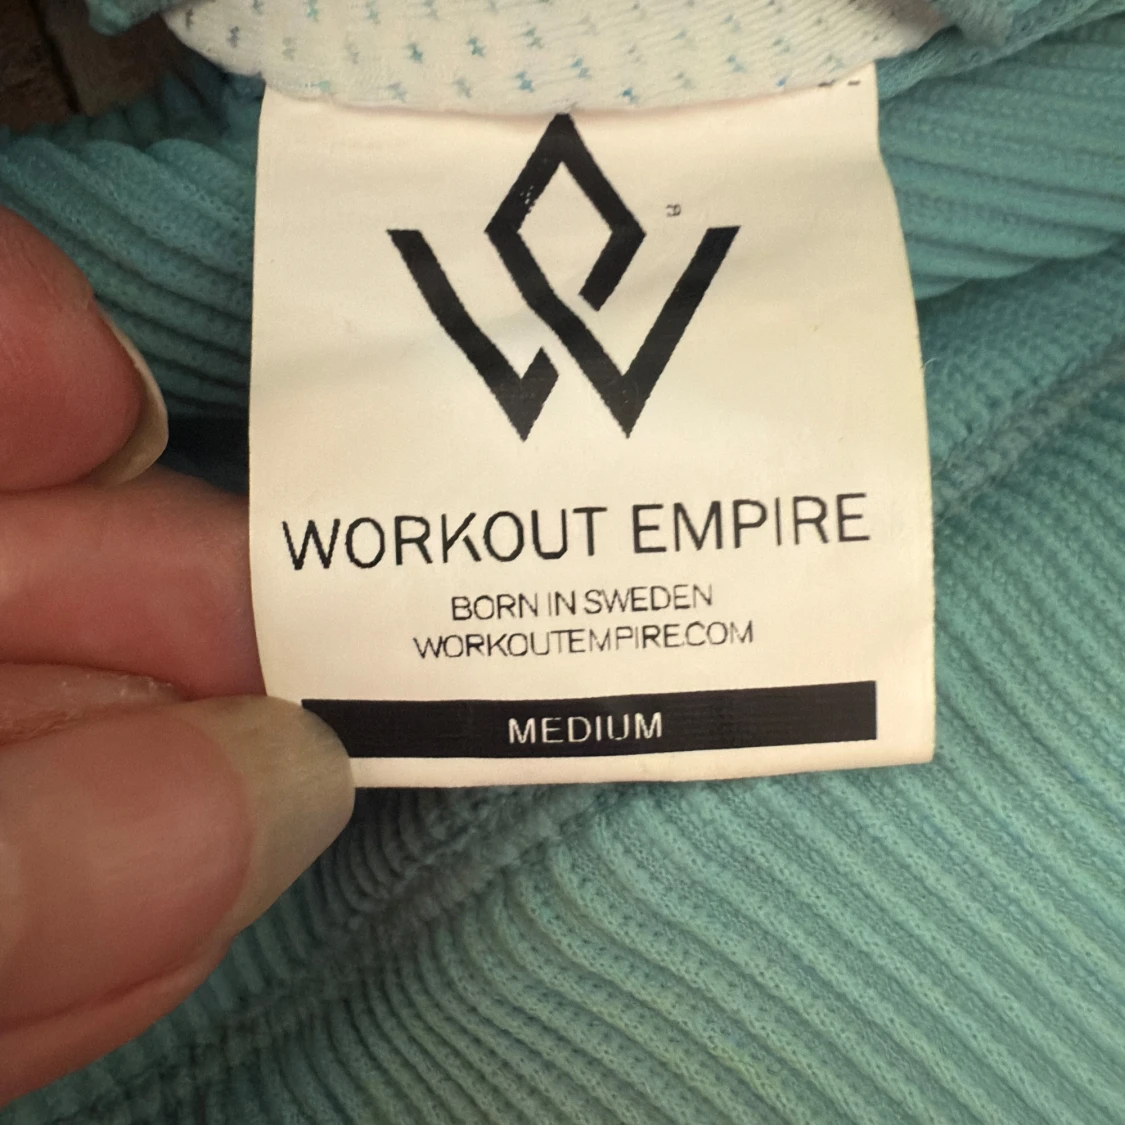 WORKOUT EMPIRE
BORN IN SWEDEN
WORKOUTEMPIRE.COM
MEDIUM